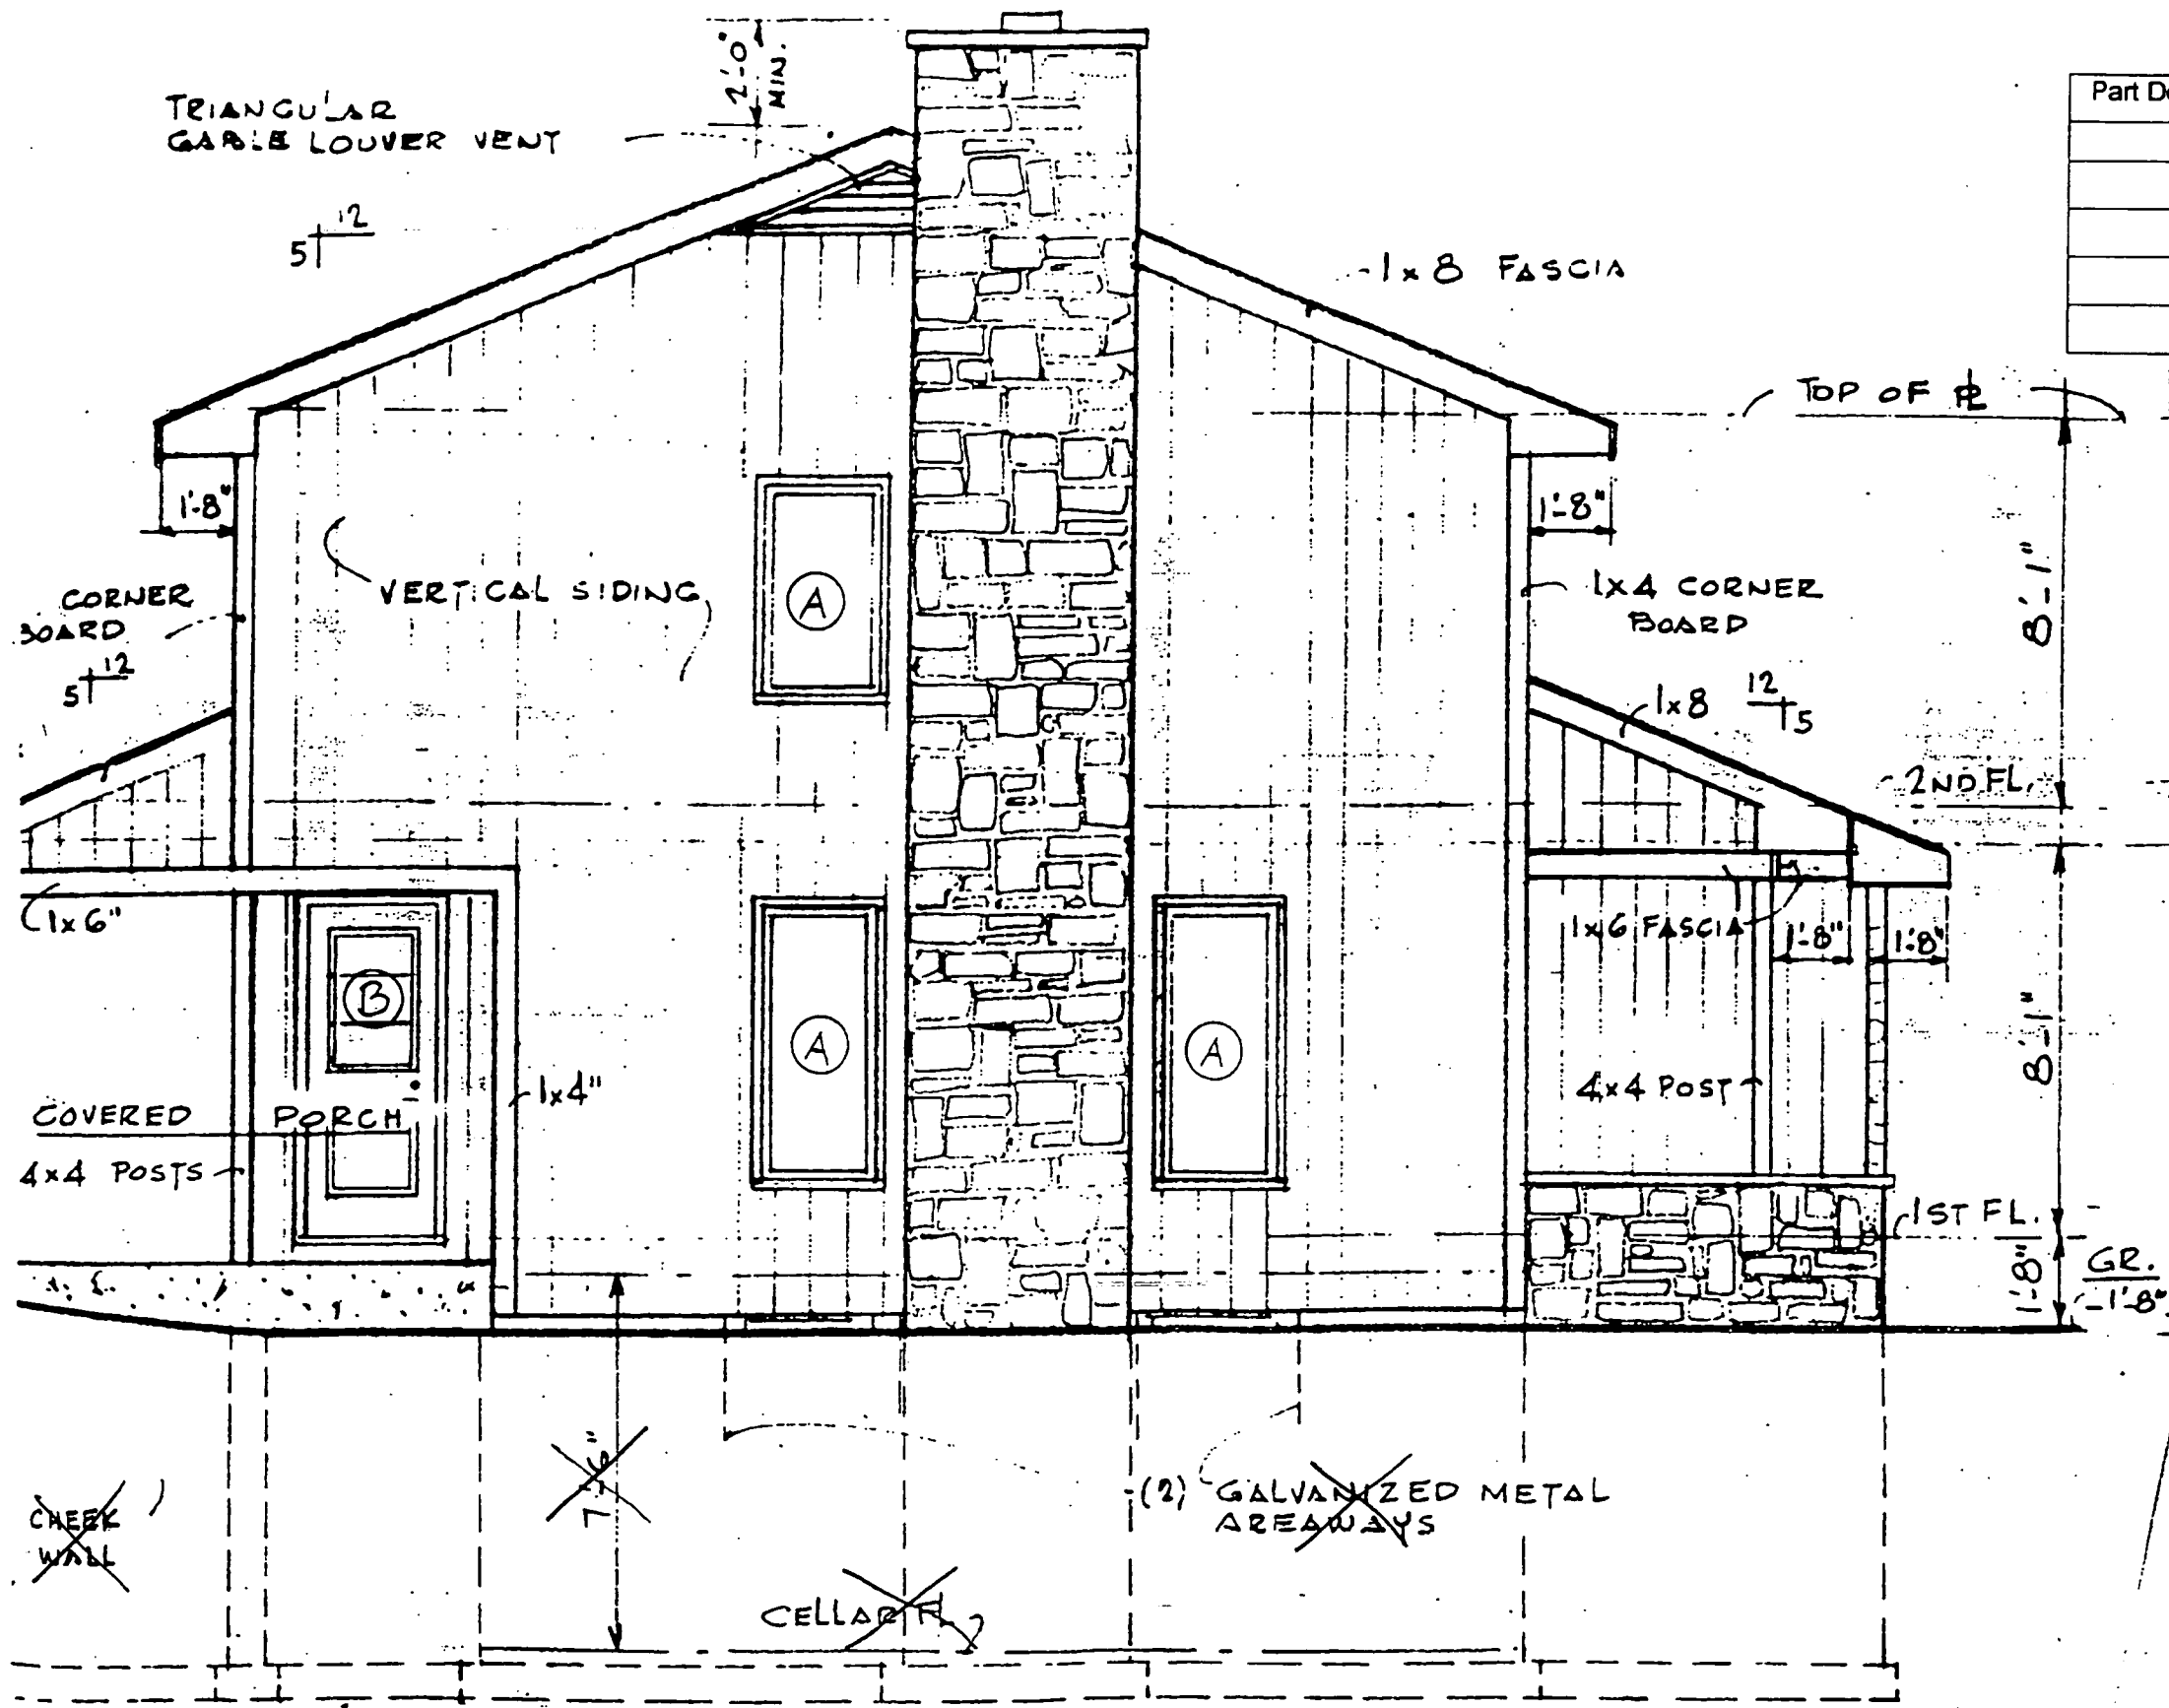 2'-0"
MIN.
TRIANGULAR
GABLE LOUVER VENT
Part De
12
5
1x8 FASCIA
TOP OF PL
1'-8"
1'-8"
8'-1"
CORNER
BOARD
VERTICAL SIDING
A
1x4 CORNER
BOARD
12
5
1x8
12
5
2ND FL.
1x6"
1x6 FASCIA
1'-8"
1'-8"
B
A
A
8'-1"
1x4"
4x4 POST
COVERED PORCH
4x4 POSTS
1ST FL.
1'-8"
GR.
-1'-8"
7'-6"
(2) GALVANIZED METAL
AREAWAYS
CHEEK
WALL
CELLAR FL